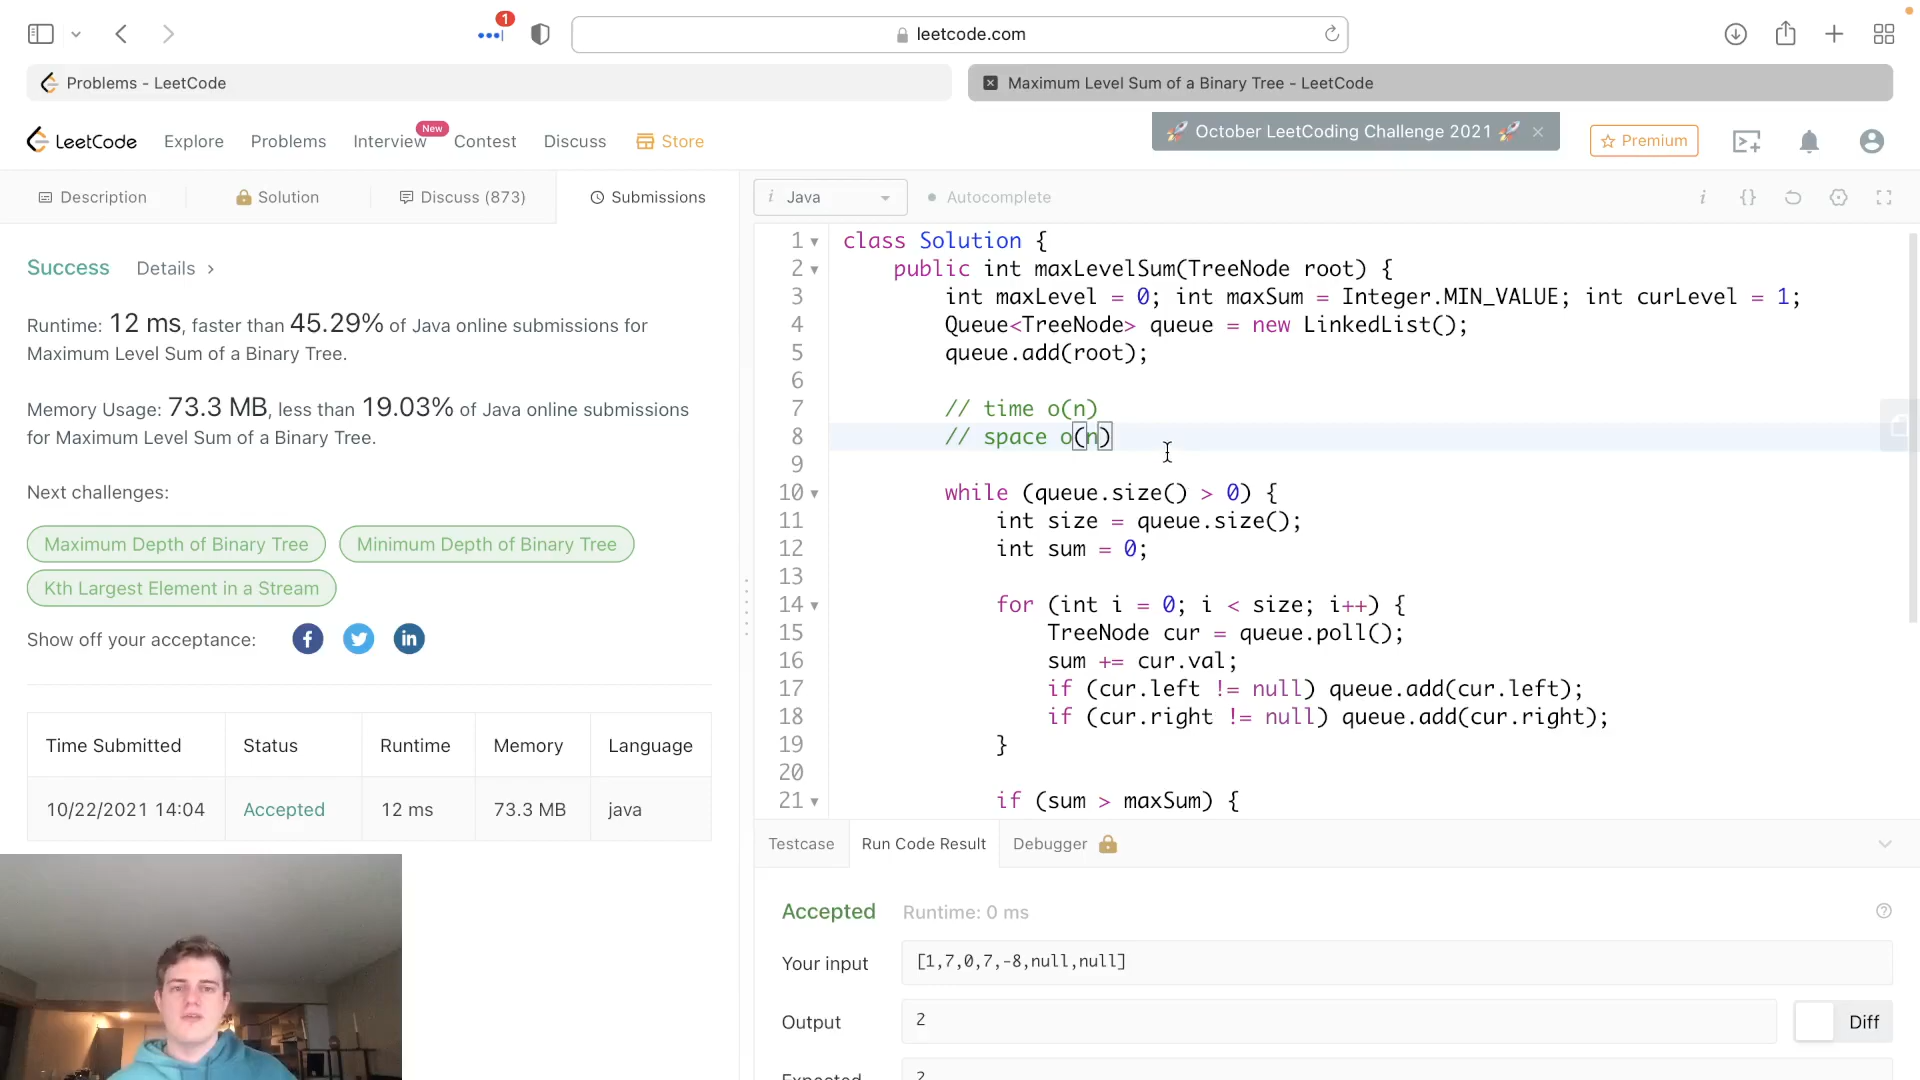 1
leetcode.com
Problems - LeetCode
Maximum Level Sum of a Binary Tree - LeetCode
LeetCode
Explore
Problems
Interview
New
Contest
Discuss
Store
🚀 October LeetCoding Challenge 2021 🚀
Premium
Description
Solution
Discuss (873)
Submissions
i Java
Autocomplete
i
{}
Success
Details
Runtime: 12 ms, faster than 45.29% of Java online submissions for
Maximum Level Sum of a Binary Tree.
Memory Usage: 73.3 MB, less than 19.03% of Java online submissions
for Maximum Level Sum of a Binary Tree.
Next challenges:
Maximum Depth of Binary Tree
Minimum Depth of Binary Tree
Kth Largest Element in a Stream
Show off your acceptance:
Time Submitted Status Runtime Memory Language
10/22/2021 14:04 Accepted 12 ms 73.3 MB java
1 class Solution {
2 public int maxLevelSum(TreeNode root) {
3 int maxLevel = 0; int maxSum = Integer.MIN_VALUE; int curLevel = 1;
4 Queue<TreeNode> queue = new LinkedList();
5 queue.add(root);
6
7 // time o(n)
8 // space o(n)
9
10 while (queue.size() > 0) {
11 int size = queue.size();
12 int sum = 0;
13
14 for (int i = 0; i < size; i++) {
15 TreeNode cur = queue.poll();
16 sum += cur.val;
17 if (cur.left != null) queue.add(cur.left);
18 if (cur.right != null) queue.add(cur.right);
19 }
20
21 if (sum > maxSum) {
Testcase
Run Code Result
Debugger
Accepted
Runtime: 0 ms
Your input
[1,7,0,7,-8,null,null]
Output
2
Diff
Expected
2